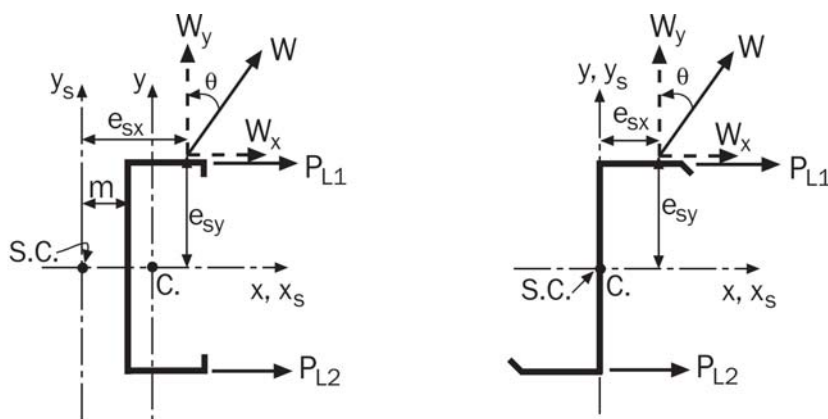 W_y
W
y_s
y
θ
e_sx
W_x
P_L1
m
e_sy
S.C.
C.
x, x_s
P_L2
W_y
W
y, y_s
θ
e_sx
W_x
P_L1
e_sy
S.C.
C.
x, x_s
P_L2